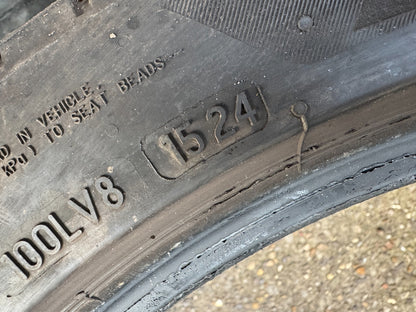 D IN VEHICLE
KPa) TO SEAT BEADS
1524
100LV8